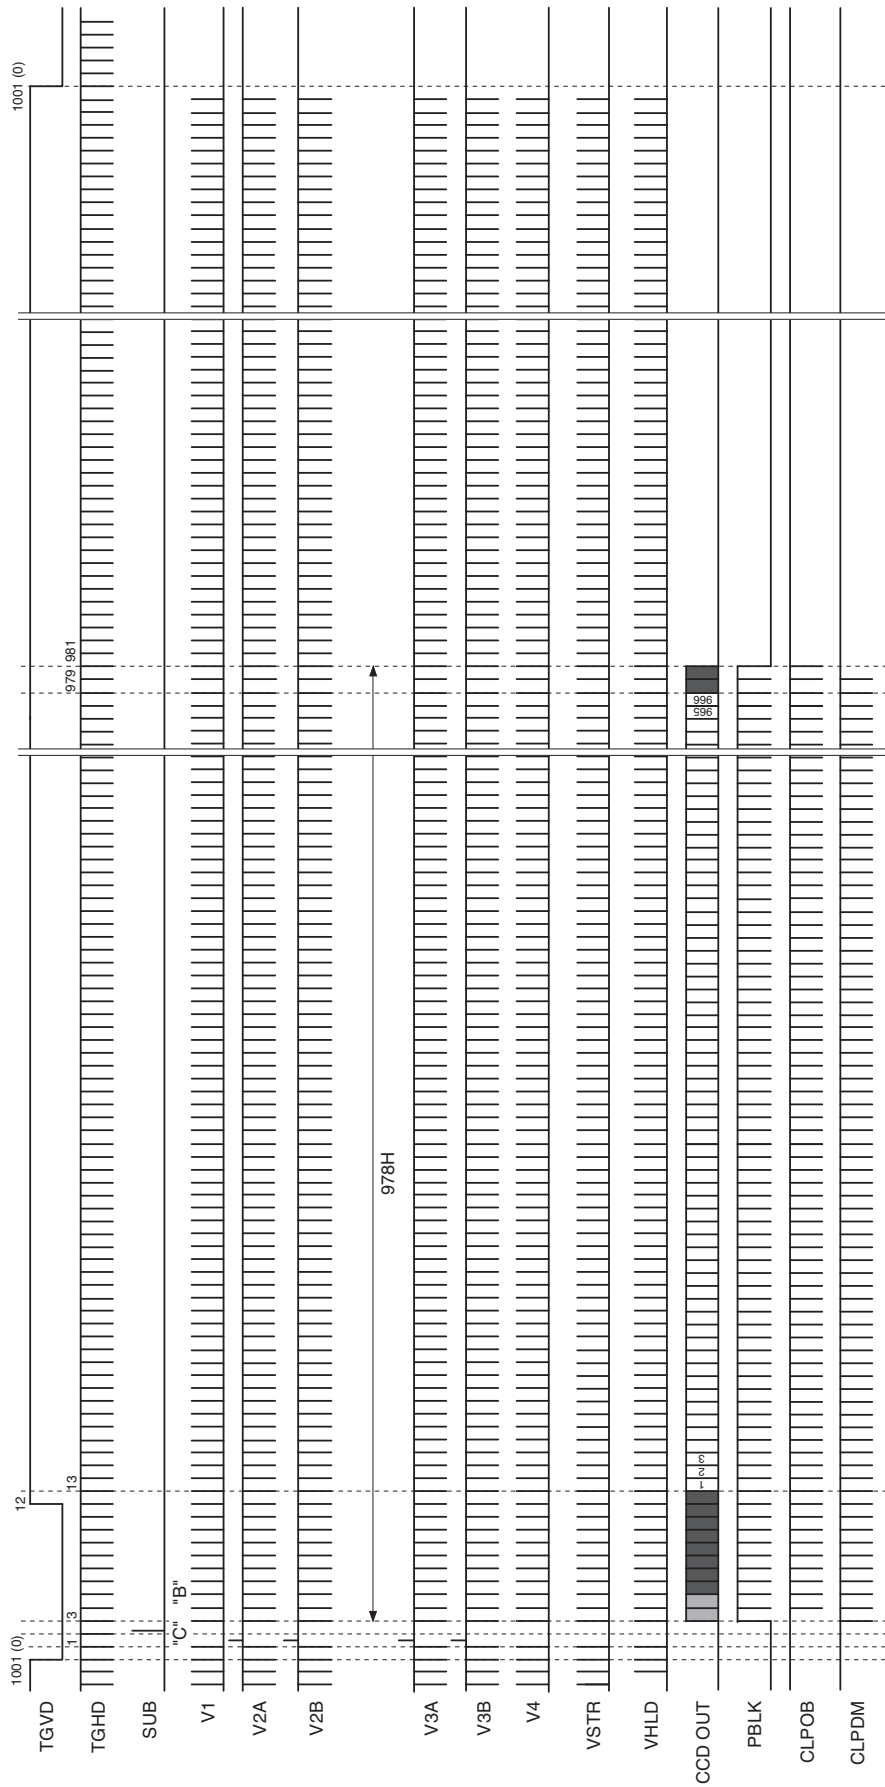 1001 (0)
1
3
12
13
979
981
1001 (0)
TGVD
TGHD
SUB
"C" "B"
V1
V2A
V2B
978H
V3A
V3B
V4
VSTR
VHLD
CCD OUT
1
2
3
965
966
PBLK
CLPOB
CLPDM